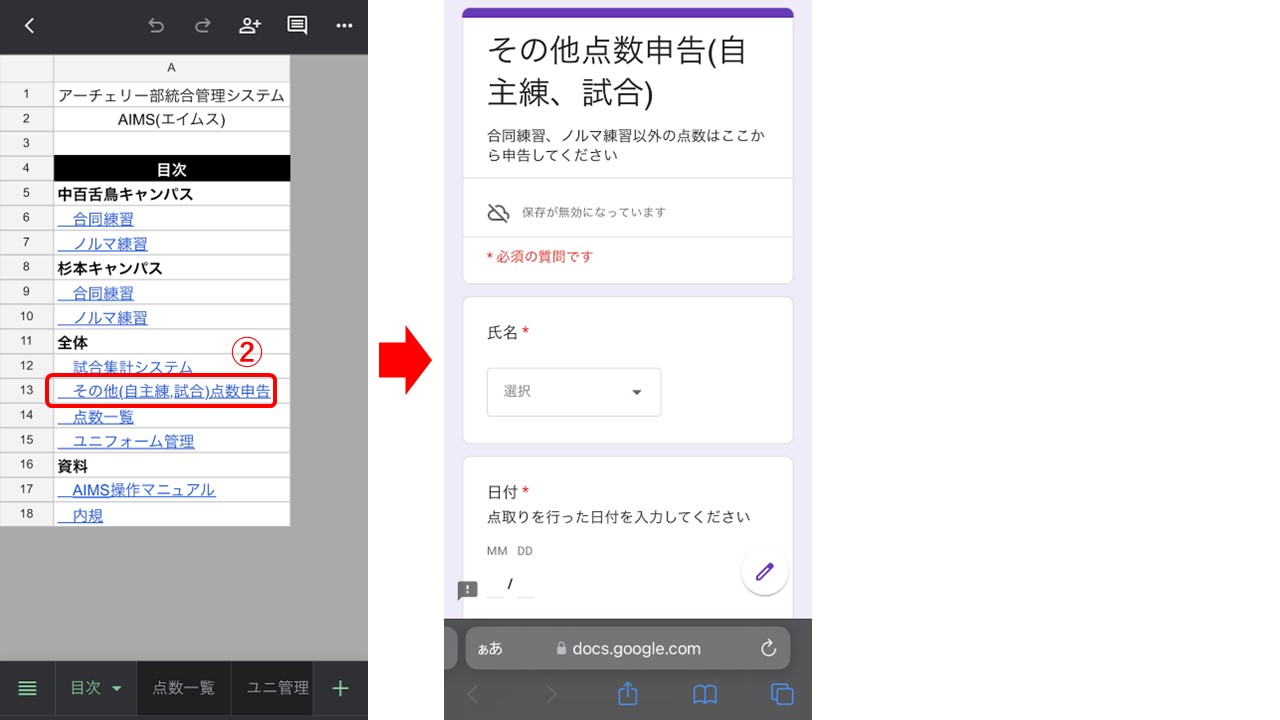 A
1 アーチェリー部統合管理システム
2 AIMS(エイムス)
3
4 目次
5 中百舌鳥キャンパス
6 合同練習
7 ノルマ練習
8 杉本キャンパス
9 合同練習
10 ノルマ練習
11 全体
②
12 試合集計システム
13 その他(自主練,試合)点数申告
14 点数一覧
15 ユニフォーム管理
16 資料
17 AIMS操作マニュアル
18 内規
目次 点数一覧 ユニ管理
その他点数申告(自
主練、試合)
合同練習、ノルマ練習以外の点数はここか
ら申告してください
保存が無効になっています
* 必須の質問です
氏名 *
選択
日付 *
点取りを行った日付を入力してください
MM DD
/
ぁあ docs.google.com